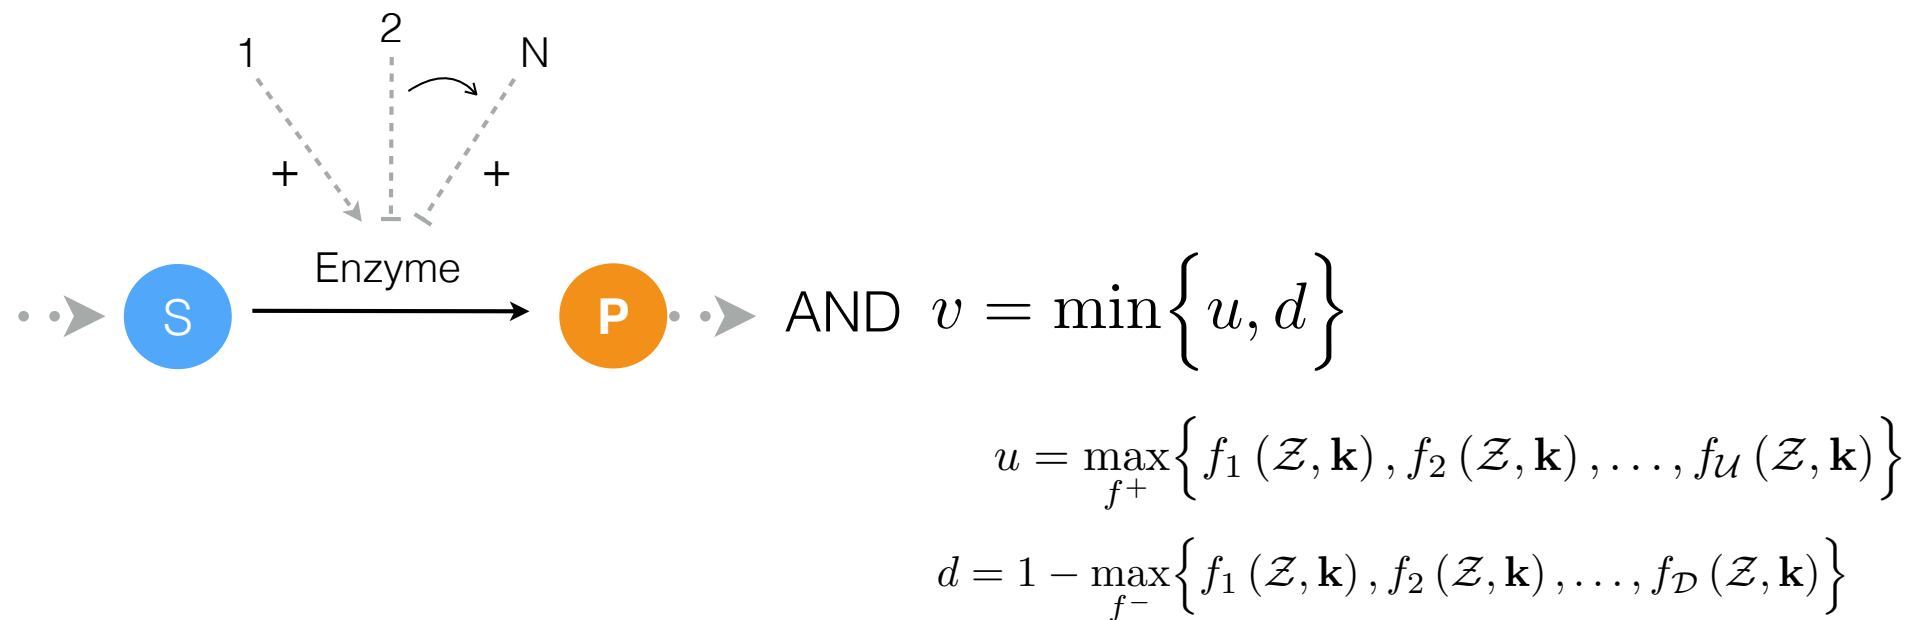 1
2
N
+ +
Enzyme
S
P
AND v = min{u, d}
u = max_{f^+} {f_1 (𝒵, 𝐤), f_2 (𝒵, 𝐤), ..., f_𝒰 (𝒵, 𝐤)}
d = 1 − max_{f^−} {f_1 (𝒵, 𝐤), f_2 (𝒵, 𝐤), ..., f_𝒟 (𝒵, 𝐤)}